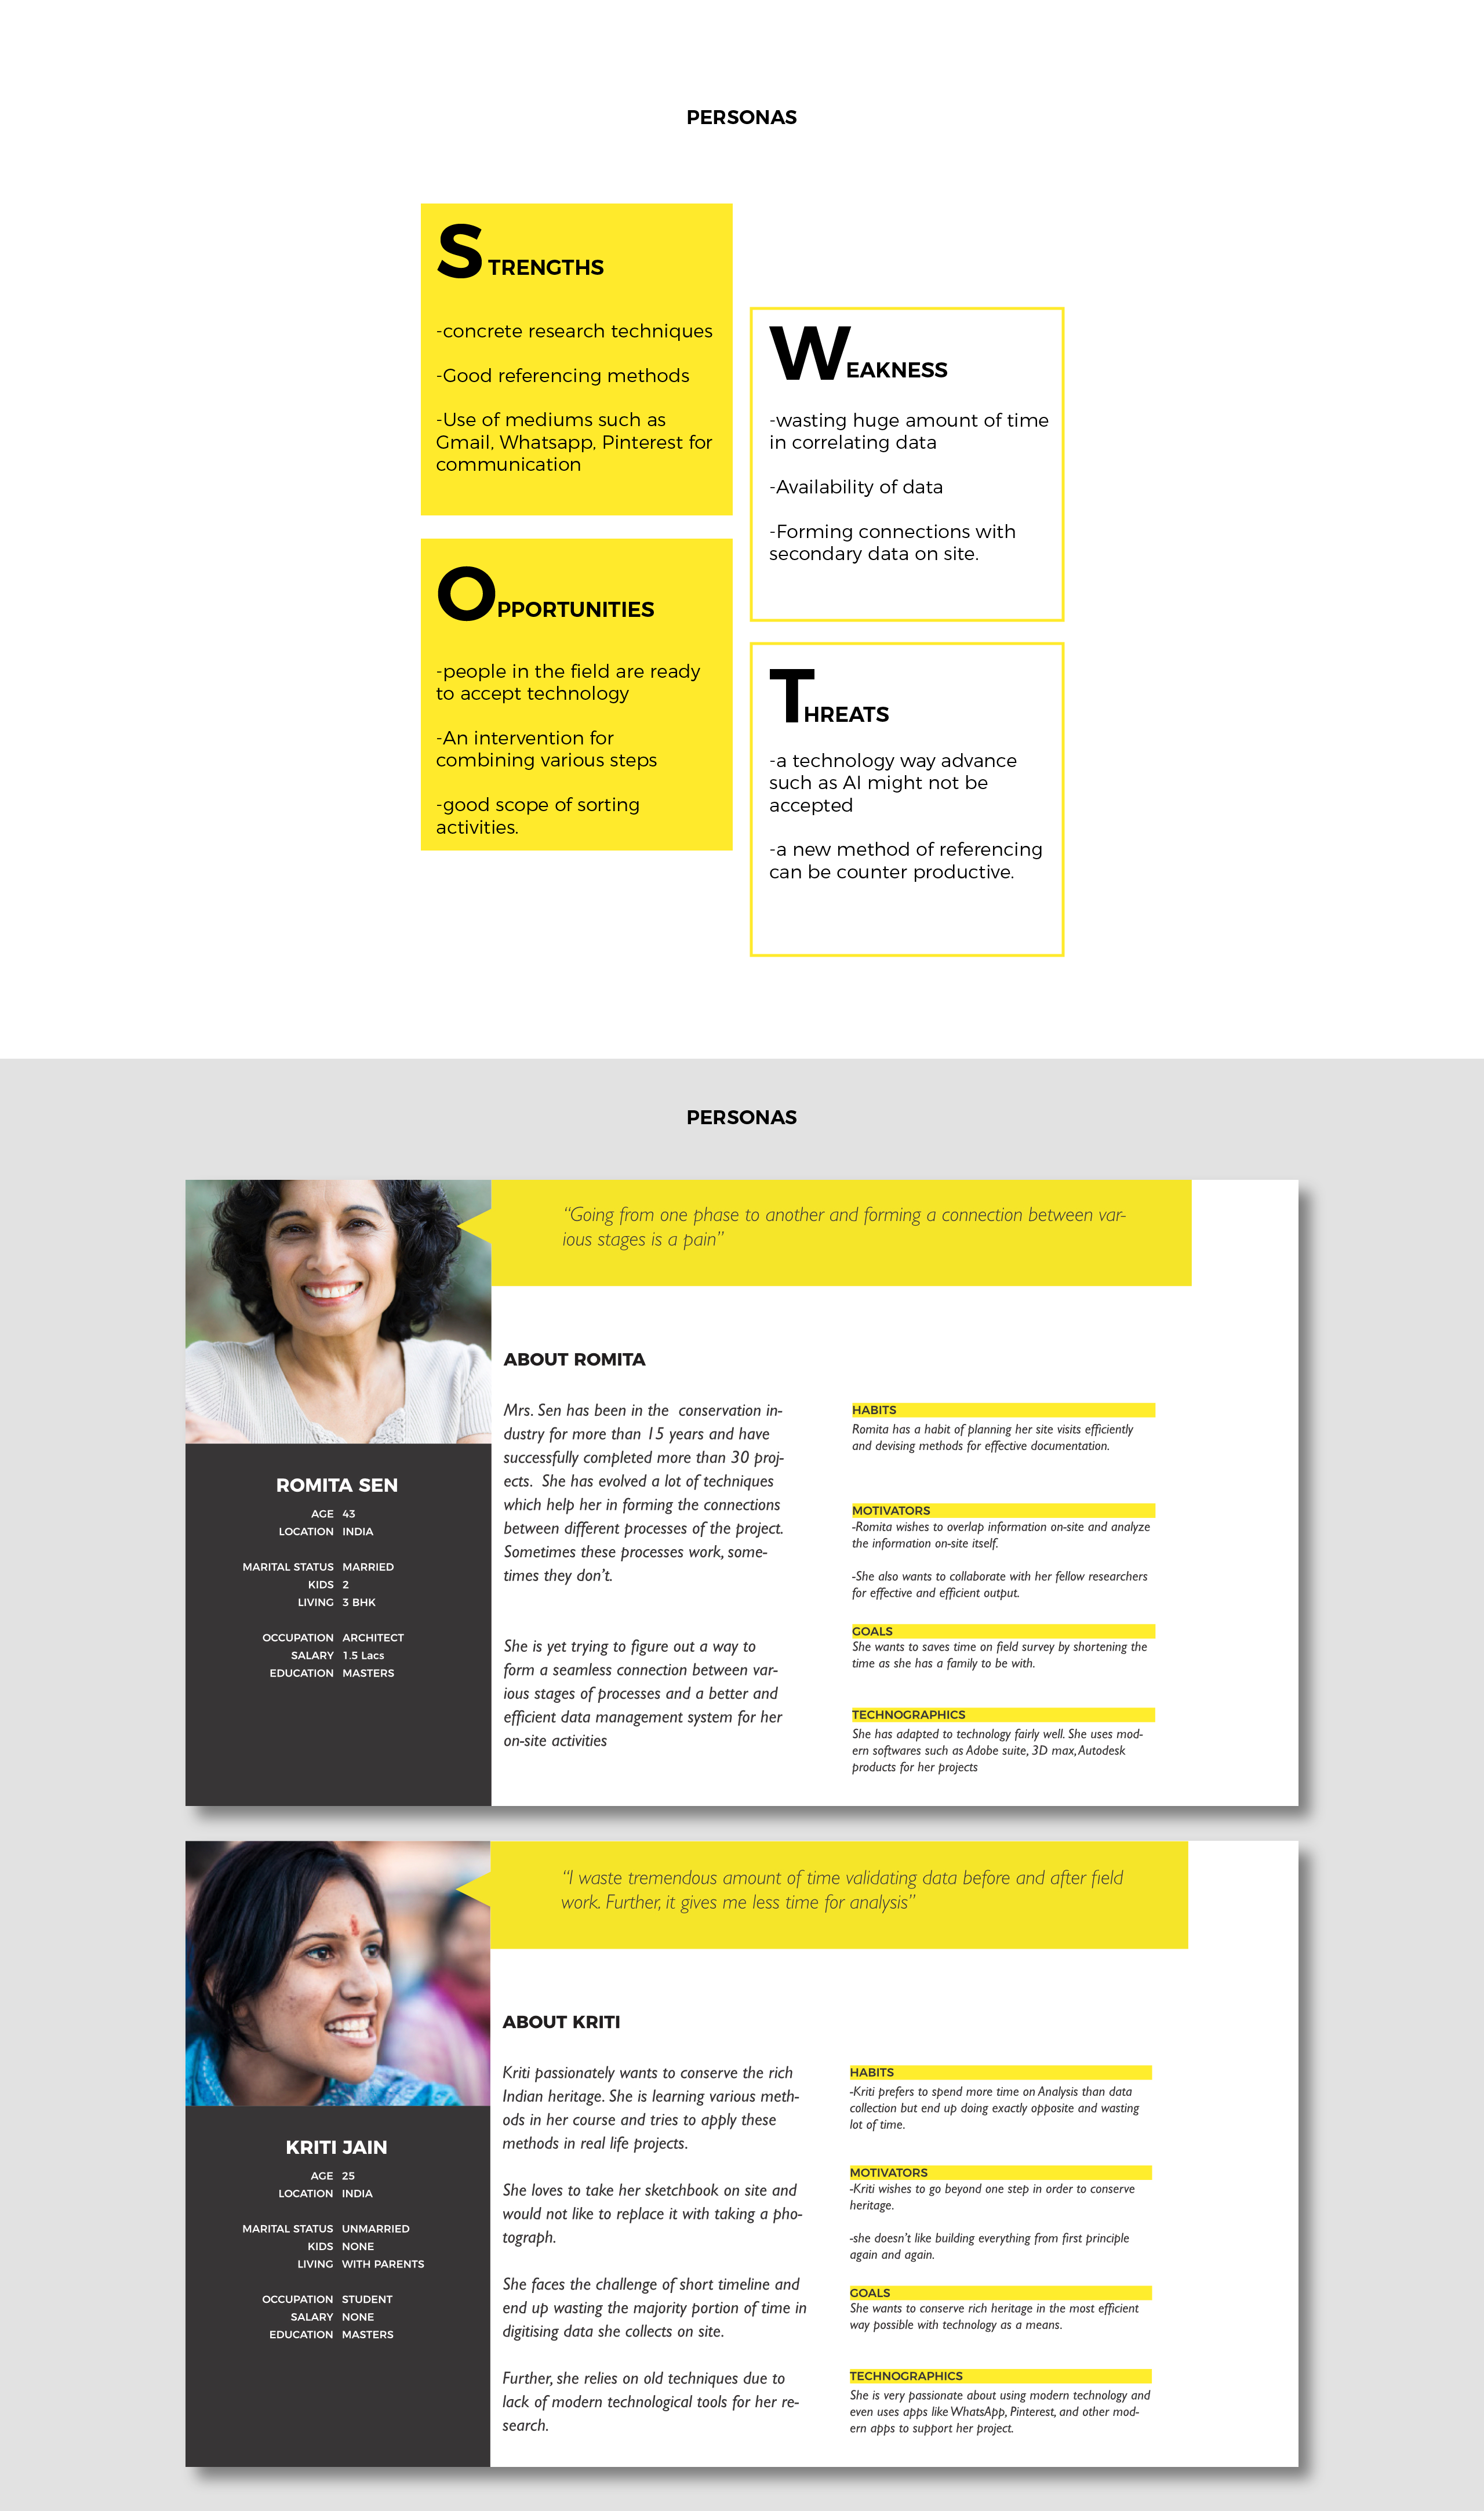 PERSONAS
STRENGTHS
-concrete research techniques
-Good referencing methods
-Use of mediums such as
Gmail, Whatsapp, Pinterest for
communication
WEAKNESS
-wasting huge amount of time
in correlating data
-Availability of data
-Forming connections with
secondary data on site.
OPPORTUNITIES
-people in the field are ready
to accept technology
-An intervention for
combining various steps
-good scope of sorting
activities.
THREATS
-a technology way advance
such as AI might not be
accepted
-a new method of referencing
can be counter productive.
PERSONAS
“Going from one phase to another and forming a connection between var-
ious stages is a pain”
ROMITA SEN
AGE 43
LOCATION INDIA
MARITAL STATUS MARRIED
KIDS 2
LIVING 3 BHK
OCCUPATION ARCHITECT
SALARY 1.5 Lacs
EDUCATION MASTERS
ABOUT ROMITA
Mrs. Sen has been in the conservation in-
dustry for more than 15 years and have
successfully completed more than 30 proj-
ects. She has evolved a lot of techniques
which help her in forming the connections
between different processes of the project.
Sometimes these processes work, some-
times they don’t.
She is yet trying to figure out a way to
form a seamless connection between var-
ious stages of processes and a better and
efficient data management system for her
on-site activities
HABITS
Romita has a habit of planning her site visits efficiently
and devising methods for effective documentation.
MOTIVATORS
-Romita wishes to overlap information on-site and analyze
the information on-site itself.
-She also wants to collaborate with her fellow researchers
for effective and efficient output.
GOALS
She wants to saves time on field survey by shortening the
time as she has a family to be with.
TECHNOGRAPHICS
She has adapted to technology fairly well. She uses mod-
ern softwares such as Adobe suite, 3D max, Autodesk
products for her projects
“I waste tremendous amount of time validating data before and after field
work. Further, it gives me less time for analysis”
KRITI JAIN
AGE 25
LOCATION INDIA
MARITAL STATUS UNMARRIED
KIDS NONE
LIVING WITH PARENTS
OCCUPATION STUDENT
SALARY NONE
EDUCATION MASTERS
ABOUT KRITI
Kriti passionately wants to conserve the rich
Indian heritage. She is learning various meth-
ods in her course and tries to apply these
methods in real life projects.
She loves to take her sketchbook on site and
would not like to replace it with taking a pho-
tograph.
She faces the challenge of short timeline and
end up wasting the majority portion of time in
digitising data she collects on site.
Further, she relies on old techniques due to
lack of modern technological tools for her re-
search.
HABITS
-Kriti prefers to spend more time on Analysis than data
collection but end up doing exactly opposite and wasting
lot of time.
MOTIVATORS
-Kriti wishes to go beyond one step in order to conserve
heritage.
-she doesn’t like building everything from first principle
again and again.
GOALS
She wants to conserve rich heritage in the most efficient
way possible with technology as a means.
TECHNOGRAPHICS
She is very passionate about using modern technology and
even uses apps like WhatsApp, Pinterest, and other mod-
ern apps to support her project.